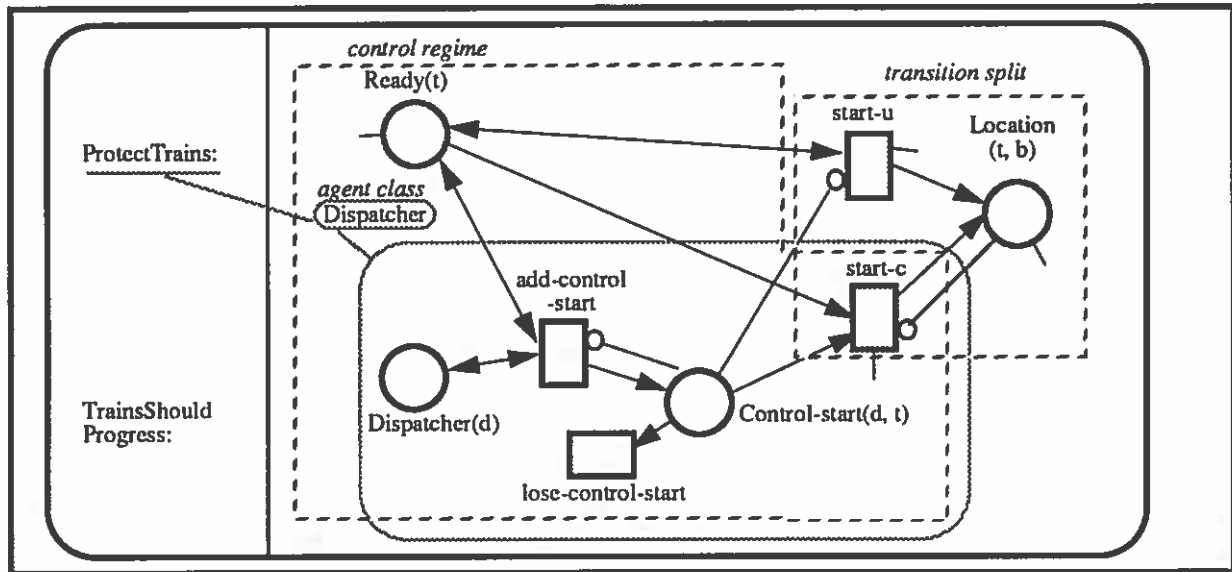 control regime
Ready(t)
transition split
start-u
Location
(t, b)
ProtectTrains:
agent class
Dispatcher
start-c
add-control
-start
TrainsShould
Progress:
Dispatcher(d)
Control-start(d, t)
lose-control-start